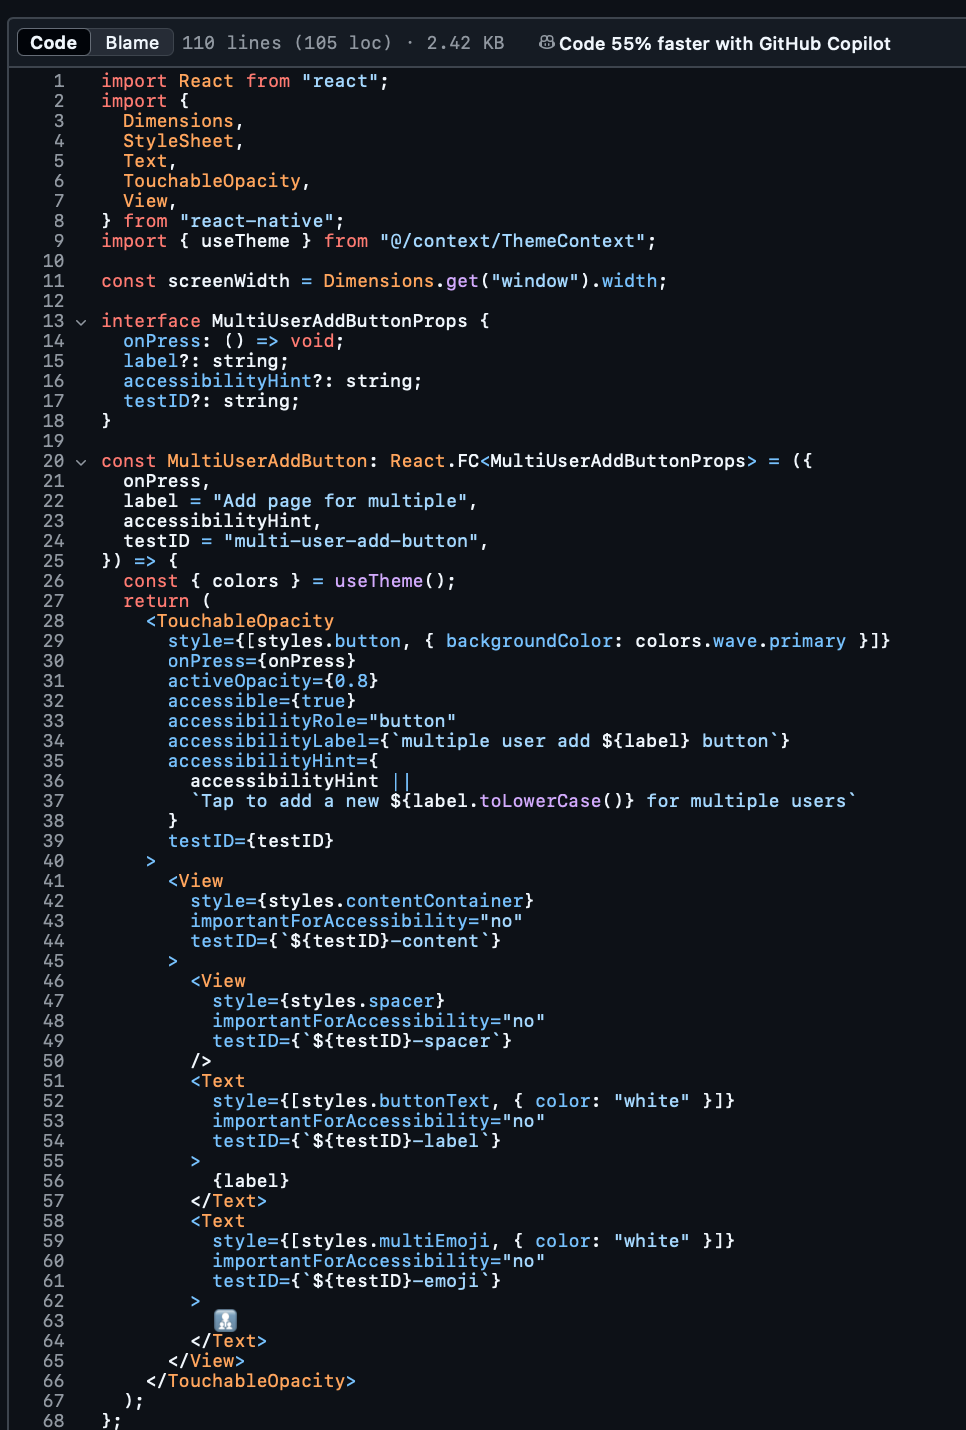 Code Blame 110 lines (105 loc) · 2.42 KB Code 55% faster with GitHub Copilot
1 import React from "react";
2 import {
3   Dimensions,
4   StyleSheet,
5   Text,
6   TouchableOpacity,
7   View,
8 } from "react-native";
9 import { useTheme } from "@/context/ThemeContext";
10
11 const screenWidth = Dimensions.get("window").width;
12
13 interface MultiUserAddButtonProps {
14   onPress: () => void;
15   label?: string;
16   accessibilityHint?: string;
17   testID?: string;
18 }
19
20 const MultiUserAddButton: React.FC<MultiUserAddButtonProps> = ({
21   onPress,
22   label = "Add page for multiple",
23   accessibilityHint,
24   testID = "multi-user-add-button",
25 }) => {
26   const { colors } = useTheme();
27   return (
28     <TouchableOpacity
29       style={[styles.button, { backgroundColor: colors.wave.primary }]}
30       onPress={onPress}
31       activeOpacity={0.8}
32       accessible={true}
33       accessibilityRole="button"
34       accessibilityLabel={`multiple user add ${label} button`}
35       accessibilityHint={
36         accessibilityHint ||
37         `Tap to add a new ${label.toLowerCase()} for multiple users`
38       }
39       testID={testID}
40     >
41       <View
42         style={styles.contentContainer}
43         importantForAccessibility="no"
44         testID={`${testID}-content`}
45       >
46         <View
47           style={styles.spacer}
48           importantForAccessibility="no"
49           testID={`${testID}-spacer`}
50         />
51         <Text
52           style={[styles.buttonText, { color: "white" }]}
53           importantForAccessibility="no"
54           testID={`${testID}-label`}
55         >
56           {label}
57         </Text>
58         <Text
59           style={[styles.multiEmoji, { color: "white" }]}
60           importantForAccessibility="no"
61           testID={`${testID}-emoji`}
62         >
63
64         </Text>
65       </View>
66     </TouchableOpacity>
67   );
68 };